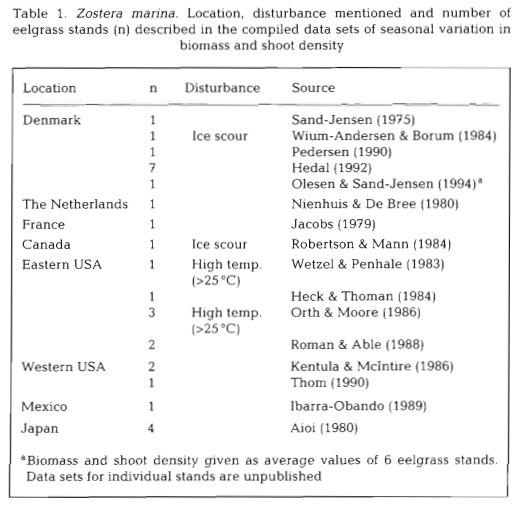 Table 1. Zostera marina. Location, disturbance mentioned and number of
eelgrass stands (n) described in the compiled data sets of seasonal variation in
biomass and shoot density
Location n Disturbance Source
Denmark 1 Sand-Jensen (1975)
1 Ice scour Wium-Andersen & Borum (1984)
1 Pedersen (1990)
7 Hedal (1992)
1 Olesen & Sand-Jensen (1994)ª
The Netherlands 1 Nienhuis & De Bree (1980)
France 1 Jacobs (1979)
Canada 1 Ice scour Robertson & Mann (1984)
Eastern USA 1 High temp. Wetzel & Penhale (1983)
(>25°C)
1 Heck & Thoman (1984)
3 High temp. Orth & Moore (1986)
(>25°C)
2 Roman & Able (1988)
Western USA 2 Kentula & McIntire (1986)
1 Thom (1990)
Mexico 1 Ibarra-Obando (1989)
Japan 4 Aioi (1980)
ªBiomass and shoot density given as average values of 6 eelgrass stands.
Data sets for individual stands are unpublished